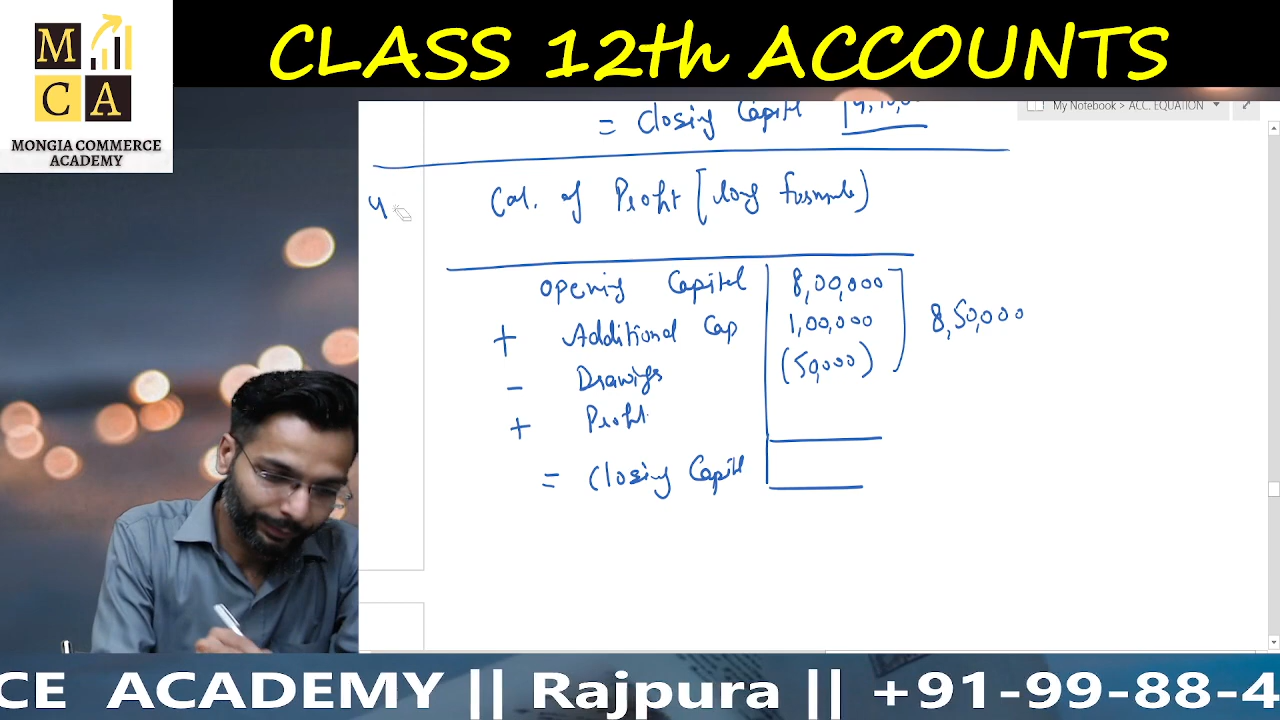 CLASS 12th ACCOUNTS
M
C A
MONGIA COMMERCE
ACADEMY
My Notebook > ACC. EQUATION
= Closing Capitl
4
Cal. of Profit [long formula)
Opening Capital 8,00,000
+ Additional Cap 1,00,000
- Drawings (50,000)
8,50,000
+ Profit
= Closing Capitl
CE ACADEMY || Rajpura || +91-99-88-4